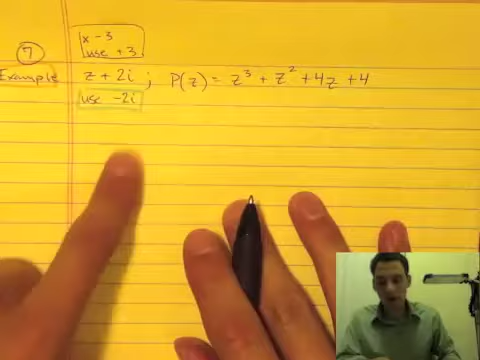 x - 3
use +3
7
Example z + 2i ; P(z) = z³ + z² + 4z + 4
use -2i